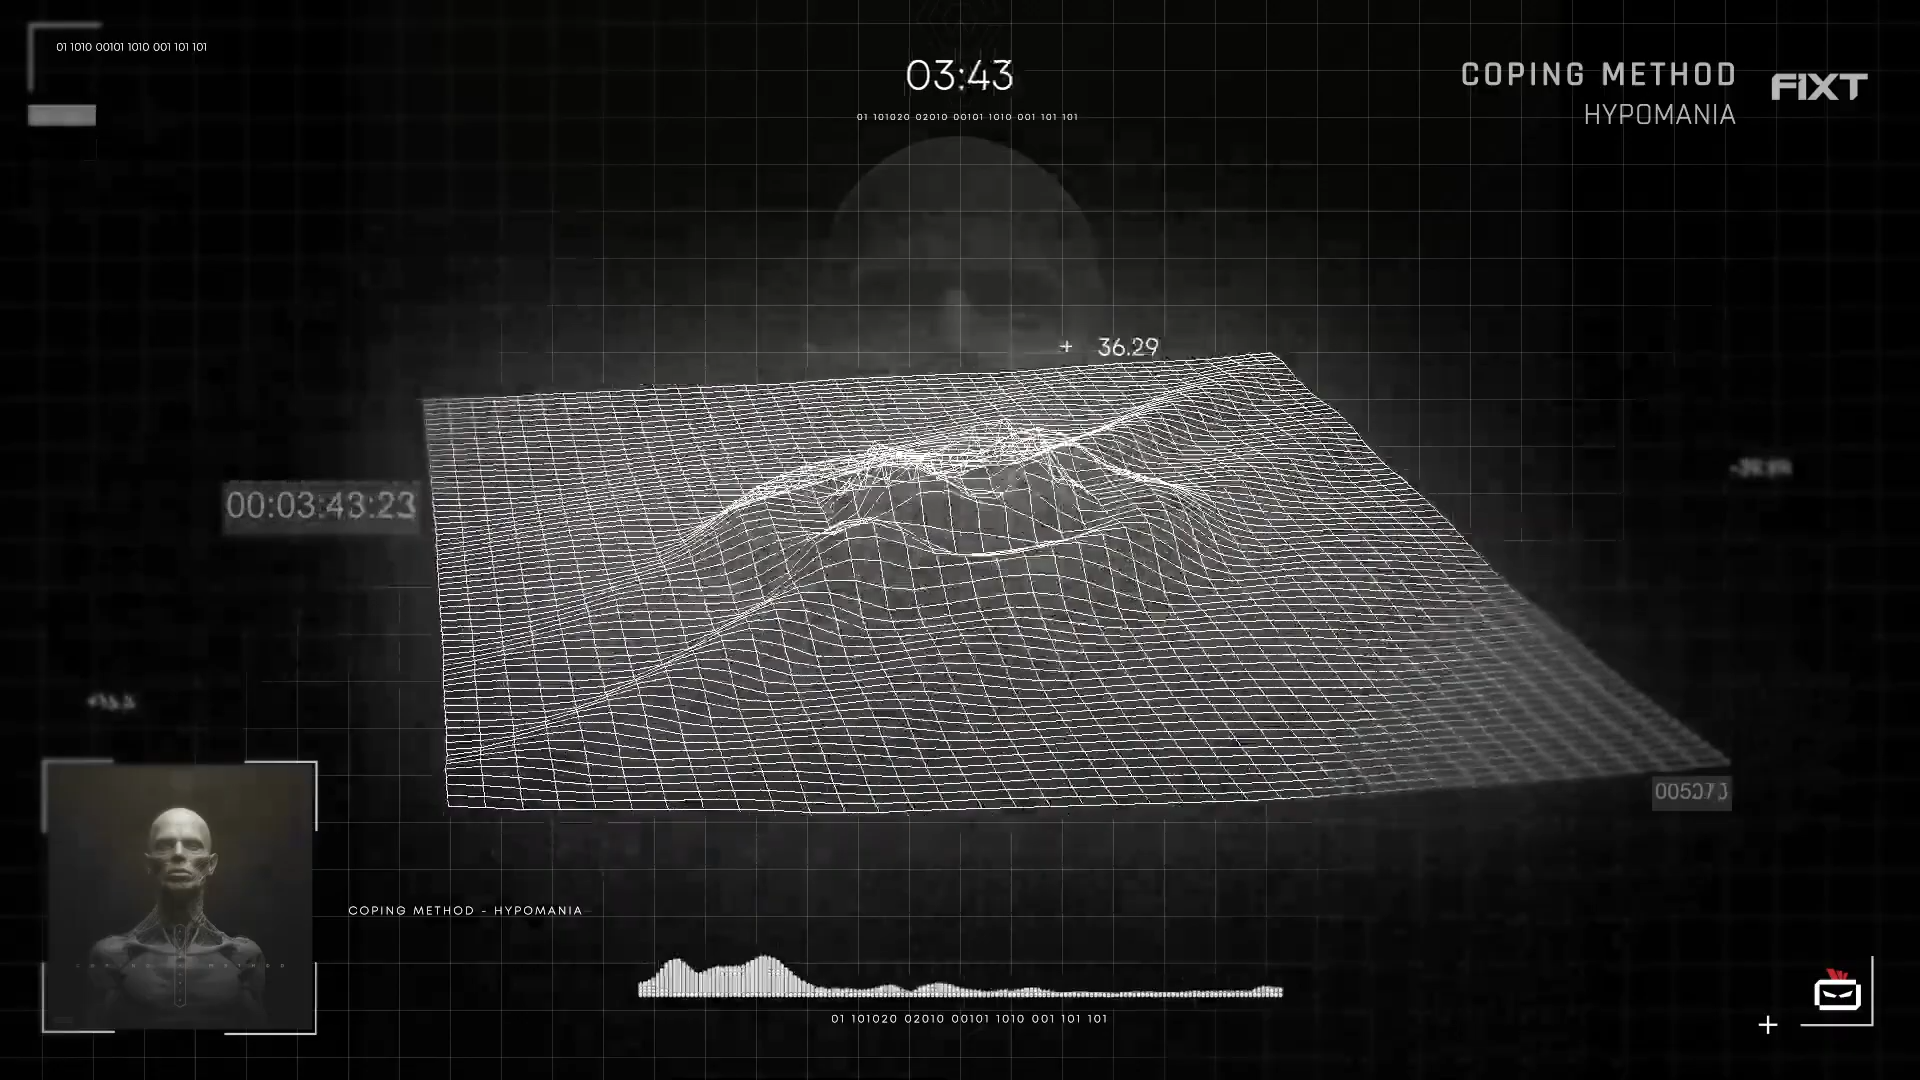 01 1010 00101 1010 001 101 101
03:43
01 101020 02010 00101 1010 001 101 101
COPING METHOD
HYPOMANIA
FIXT
+ 36.29
00:03:43:23
COPING METHOD
COPING METHOD - HYPOMANIA
01 101020 02010 00101 1010 001 101 101